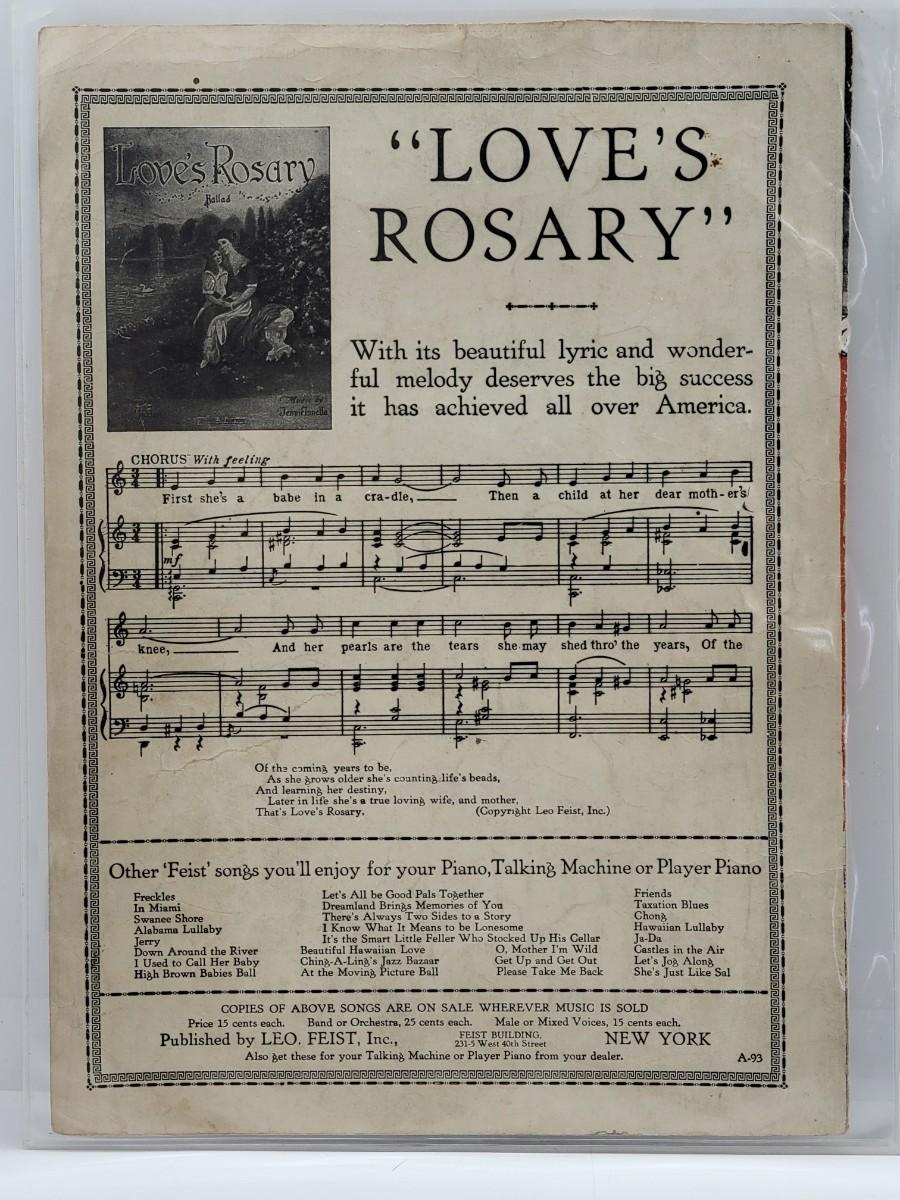 Love's Rosary
Ballad
Music by
“LOVE'S
ROSARY”
With its beautiful lyric and wonder-
ful melody deserves the big success
it has achieved all over America.
CHORUS With feeling
First she's a babe in a cra-dle, Then a child at her dear moth-er's
mf
knee, And her pearls are the tears she may shed thro' the years, Of the
Of the coming years to be,
As she grows older she's counting life's beads,
And learning her destiny,
Later in life she's a true loving wife, and mother,
That's Love's Rosary. (Copyright Leo Feist, Inc.)
Other 'Feist' songs you'll enjoy for your Piano, Talking Machine or Player Piano
Freckles
In Miami
Swanee Shore
Alabama Lullaby
Jerry
Down Around the River
I Used to Call Her Baby
High Brown Babies Ball
Let's All be Good Pals Together
Dreamland Brings Memories of You
There's Always Two Sides to a Story
I Know What It Means to be Lonesome
It's the Smart Little Feller Who Stocked Up His Cellar
Beautiful Hawaiian Love O, Mother I'm Wild
Ching-A-Ling's Jazz Bazaar Get Up and Get Out
At the Moving Picture Ball Please Take Me Back
Friends
Taxation Blues
Chong
Hawaiian Lullaby
Ja-Da
Castles in the Air
Let's Jog Along
She's Just Like Sal
COPIES OF ABOVE SONGS ARE ON SALE WHEREVER MUSIC IS SOLD
Price 15 cents each. Band or Orchestra, 25 cents each. Male or Mixed Voices, 15 cents each.
Published by LEO. FEIST, Inc., FEIST BUILDING, 231-5 West 40th Street NEW YORK
Also get these for your Talking Machine or Player Piano from your dealer. A-93